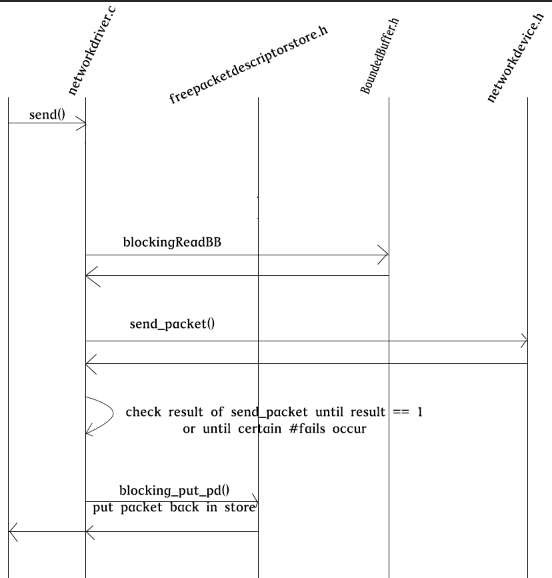 networkdriver.c
freepacketdescriptorstore.h
BoundedBuffer.h
networkdevice.h
send()
blockingReadBB
send_packet()
check result of send_packet until result == 1
or until certain #fails occur
blocking_put_pd()
put packet back in store